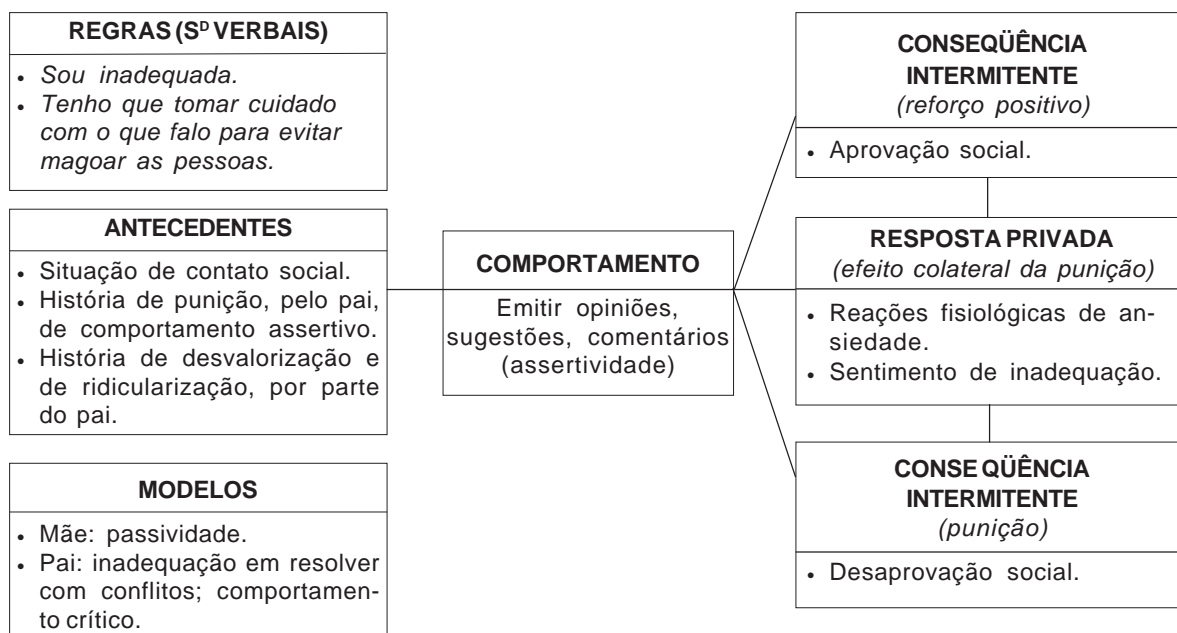 REGRAS (Sᴰ VERBAIS)
• Sou inadequada.
• Tenho que tomar cuidado
com o que falo para evitar
magoar as pessoas.
ANTECEDENTES
• Situação de contato social.
• História de punição, pelo pai,
de comportamento assertivo.
• História de desvalorização e
de ridicularização, por parte
do pai.
MODELOS
• Mãe: passividade.
• Pai: inadequação em resolver
com conflitos; comportamen-
to crítico.
COMPORTAMENTO
Emitir opiniões,
sugestões, comentários
(assertividade)
CONSEQÜÊNCIA
INTERMITENTE
(reforço positivo)
• Aprovação social.
RESPOSTA PRIVADA
(efeito colateral da punição)
• Reações fisiológicas de an-
siedade.
• Sentimento de inadequação.
CONSE QÜÊNCIA
INTERMITENTE
(punição)
• Desaprovação social.